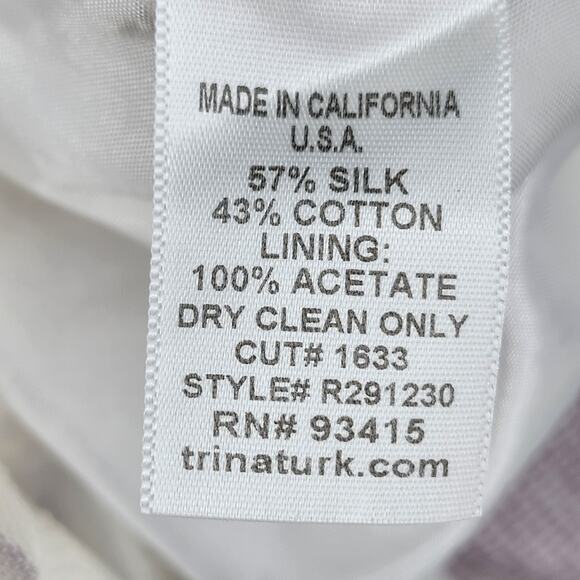 MADE IN CALIFORNIA
U.S.A.
57% SILK
43% COTTON
LINING:
100% ACETATE
DRY CLEAN ONLY
CUT# 1633
STYLE# R291230
RN# 93415
trinaturk.com